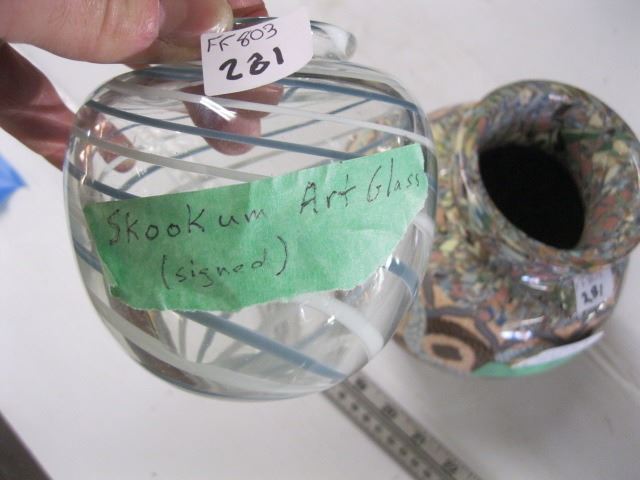 FF803
281
Skookum Art Glass
(signed)
281